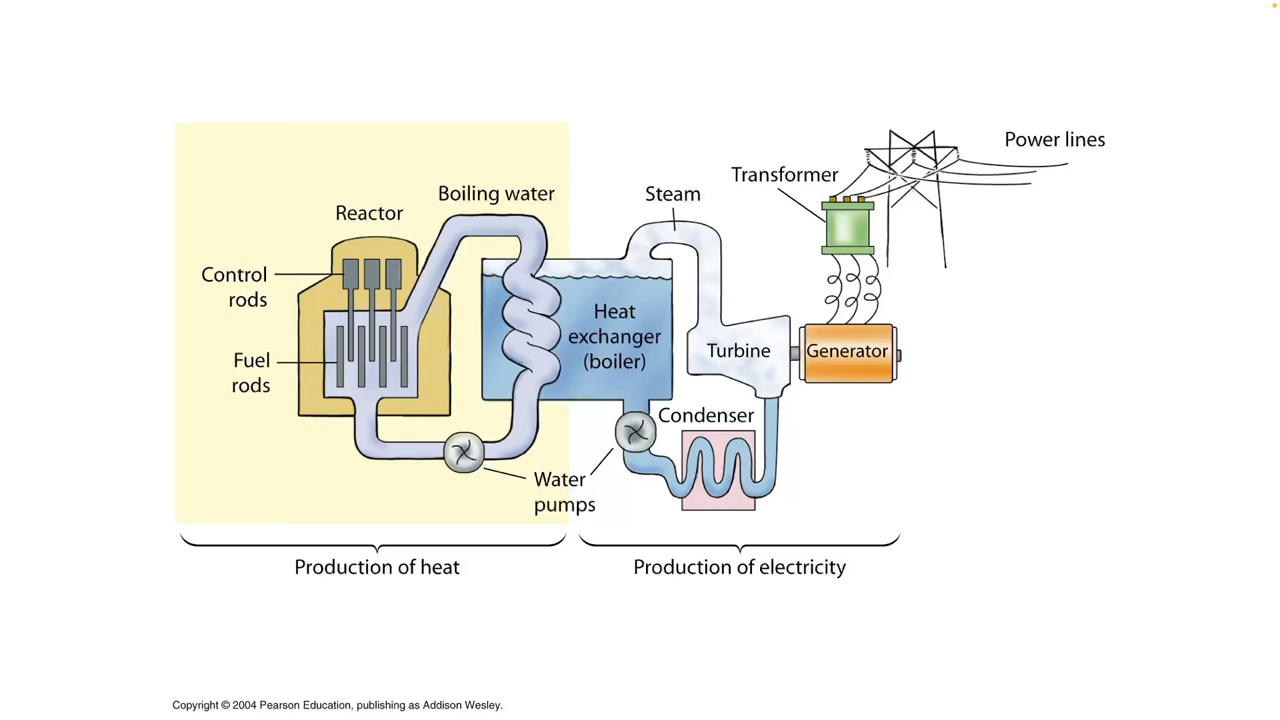 Power lines
Transformer
Boiling water
Steam
Reactor
Control
rods
Heat
exchanger
(boiler)
Turbine
Generator
Fuel
rods
Condenser
Water
pumps
Production of heat
Production of electricity
Copyright © 2004 Pearson Education, publishing as Addison Wesley.